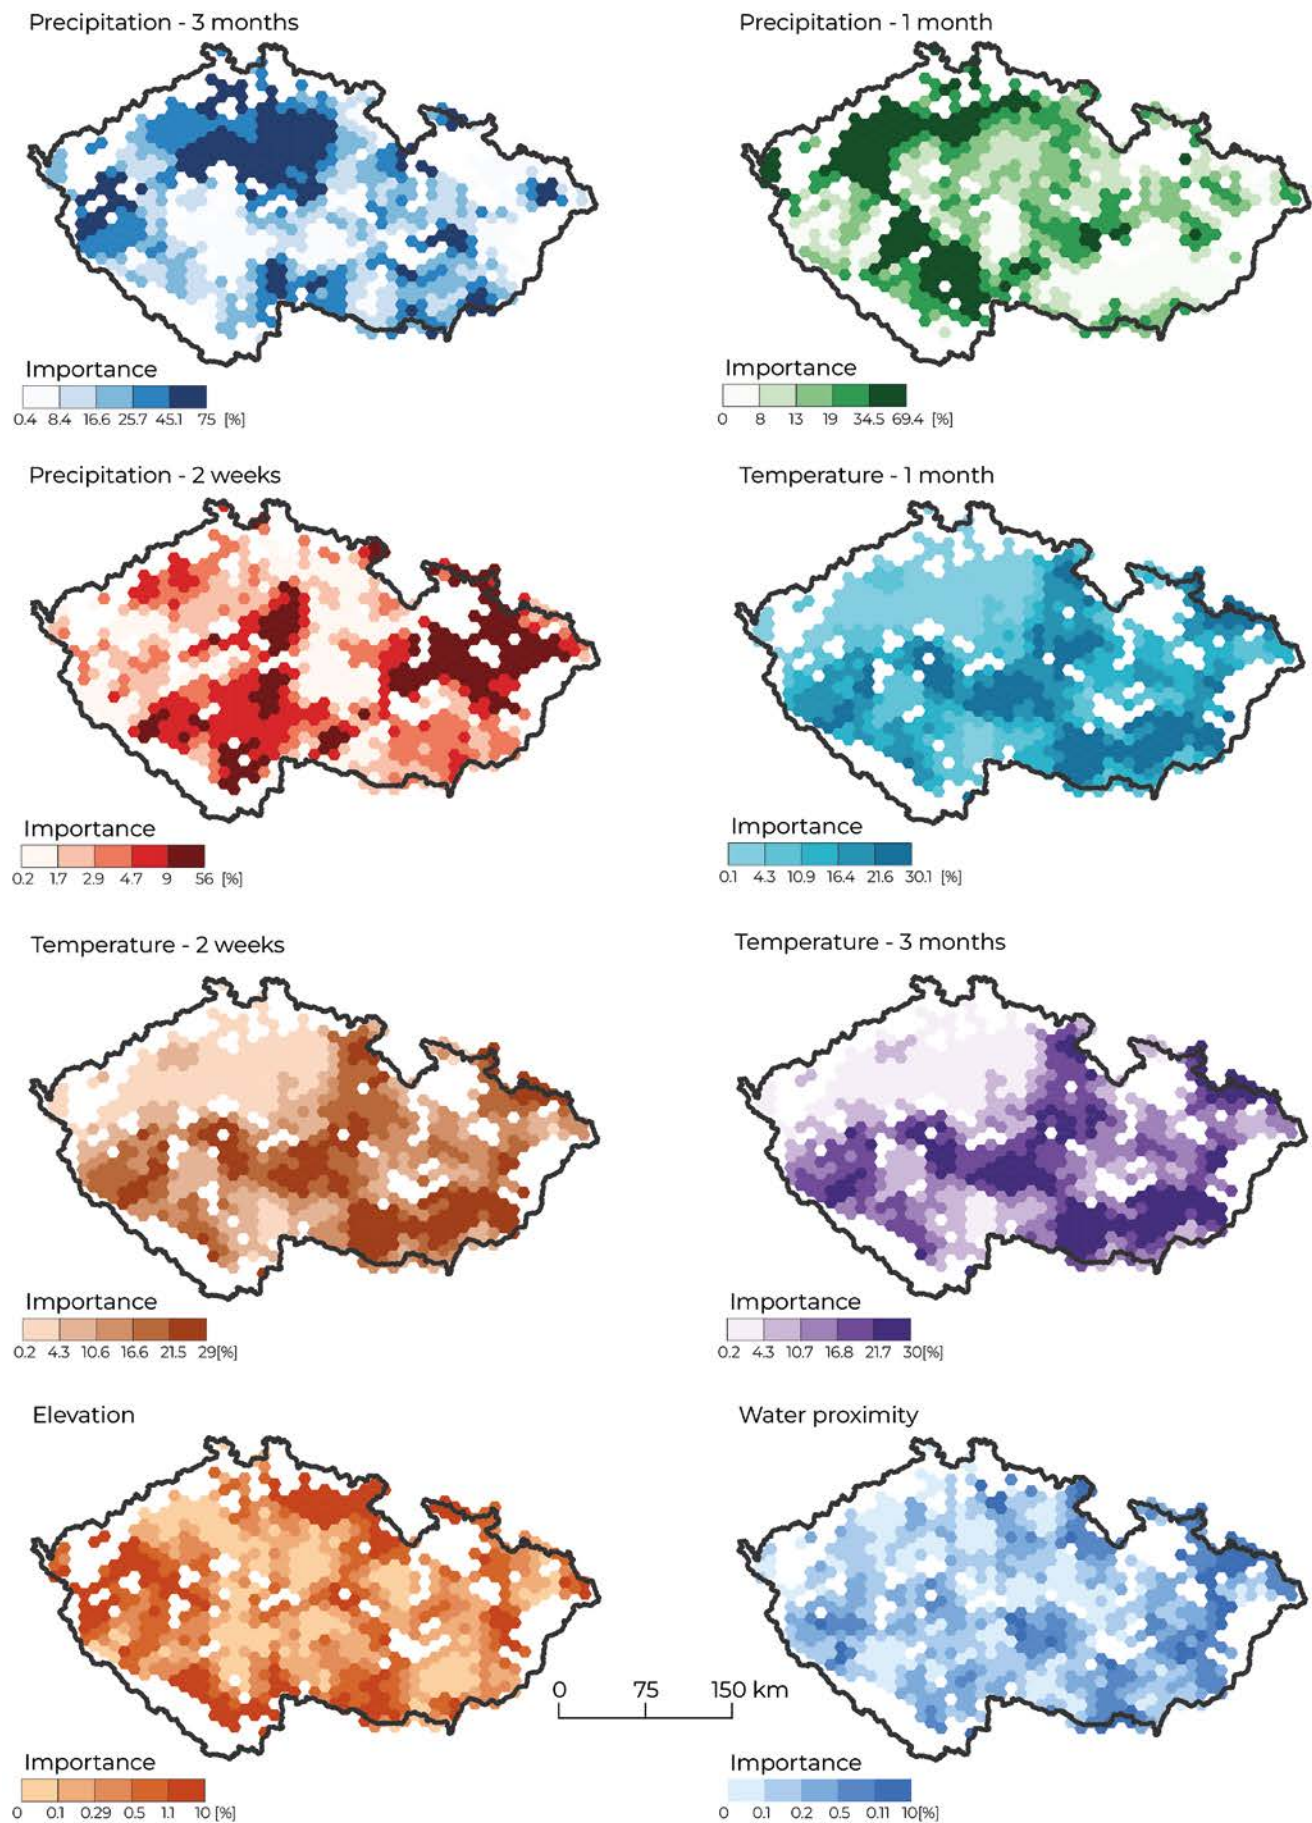 Precipitation - 3 months
Precipitation - 1 month
Importance
0.4 8.4 16.6 25.7 45.1 75 [%]
Importance
0 8 13 19 34.5 69.4 [%]
Precipitation - 2 weeks
Temperature - 1 month
Importance
0.2 1.7 2.9 4.7 9 56 [%]
Importance
0.1 4.3 10.9 16.4 21.6 30.1 [%]
Temperature - 2 weeks
Temperature - 3 months
Importance
0.2 4.3 10.6 16.6 21.5 29[%]
Importance
0.2 4.3 10.7 16.8 21.7 30[%]
Elevation
Water proximity
0 75 150 km
Importance
0 0.1 0.29 0.5 1.1 10[%]
Importance
0 0.1 0.2 0.5 0.11 10[%]